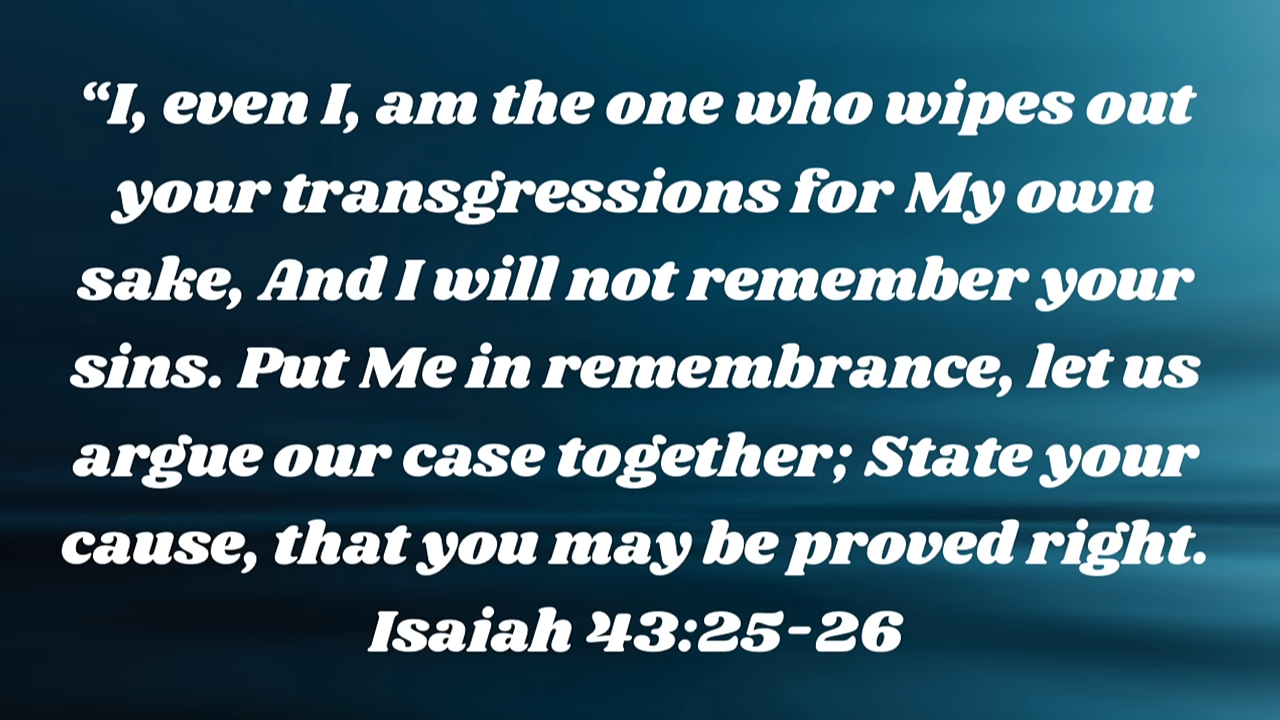 “I, even I, am the one who wipes out
your transgressions for My own
sake, And I will not remember your
sins. Put Me in remembrance, let us
argue our case together; State your
cause, that you may be proved right.
Isaiah 43:25-26